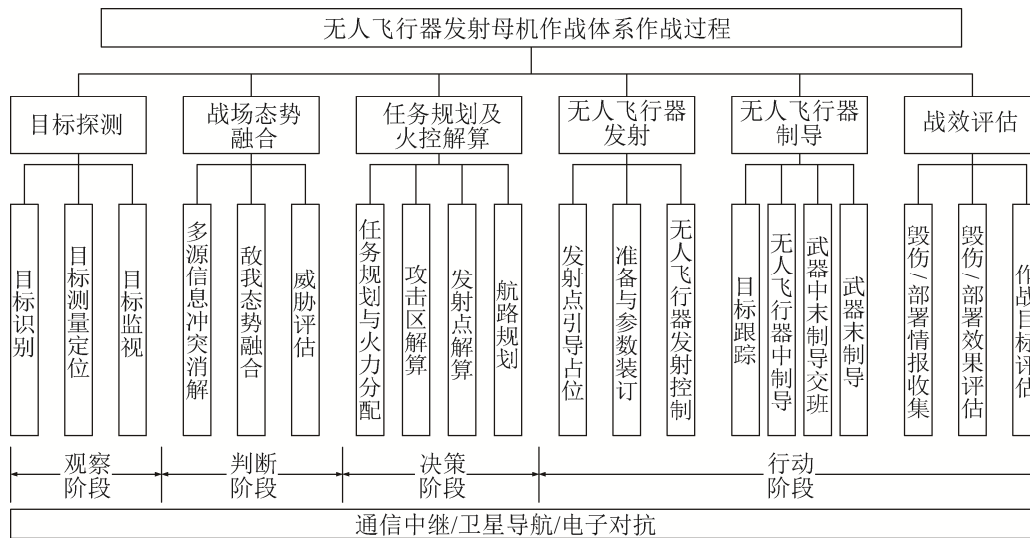 无人飞行器发射母机作战体系作战过程
目标探测
战场态势
融合
任务规划及
火控解算
无人飞行器
发射
无人飞行器
制导
战效评估
目标识别
目标测量定位
目标监视
多源信息冲突消解
敌我态势融合
威胁评估
任务规划与火力分配
攻击区解算
发射点解算
航路规划
发射点引导占位
准备与参数装订
无人飞行器发射控制
目标跟踪
无人飞行器中制导
武器中末制导交班
武器末制导
毁伤/部署情报收集
毁伤/部署效果评估
作战目标评估
观察
阶段
判断
阶段
决策
阶段
行动
阶段
通信中继/卫星导航/电子对抗